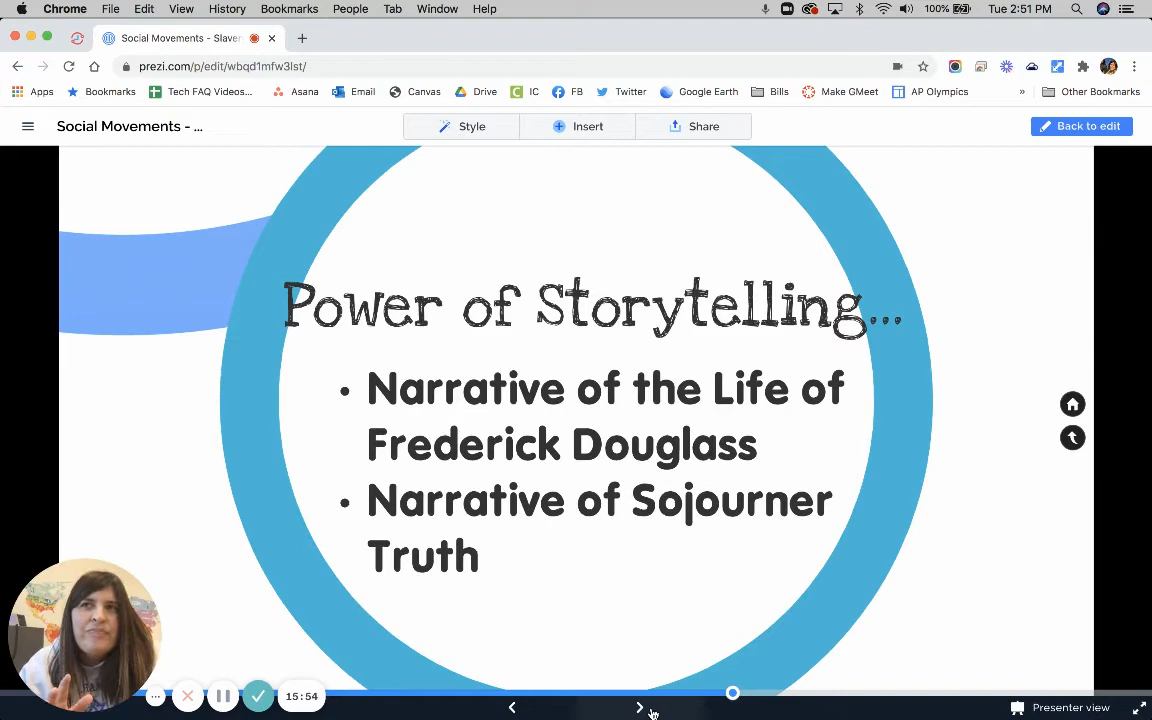 Chrome File Edit View History Bookmarks People Tab Window Help 100% Tue 2:51 PM
Social Movements - Slaver
prezi.com/p/edit/wbqd1mfw3lst/
Apps Bookmarks Tech FAQ Videos... Asana Email Canvas Drive IC FB Twitter Google Earth Bills Make GMeet AP Olympics » Other Bookmarks
Social Movements - ... Style Insert Share Back to edit
Power of Storytelling...
• Narrative of the Life of
Frederick Douglass
• Narrative of Sojourner
Truth
15:54
Presenter view